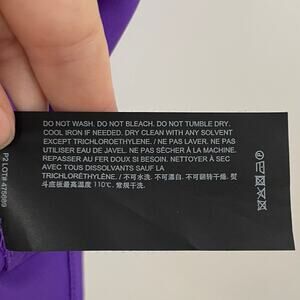 DO NOT WASH. DO NOT BLEACH. DO NOT TUMBLE DRY.
COOL IRON IF NEEDED. DRY CLEAN WITH ANY SOLVENT
EXCEPT TRICHLOROETHYLENE. / NE PAS LAVER. NE PAS
UTILISER EAU DE JAVEL. NE PAS SÉCHER À LA MACHINE.
REPASSER AU FER DOUX SI BESOIN. NETTOYER À SEC
AVEC TOUS DISSOLVANTS SAUF LA
TRICHLORÉTHYLÈNE. / 不可水洗. 不可漂白. 不可翻转干燥. 熨
斗底板最高温度 110℃. 常规干洗.
P2 LOT# 475869